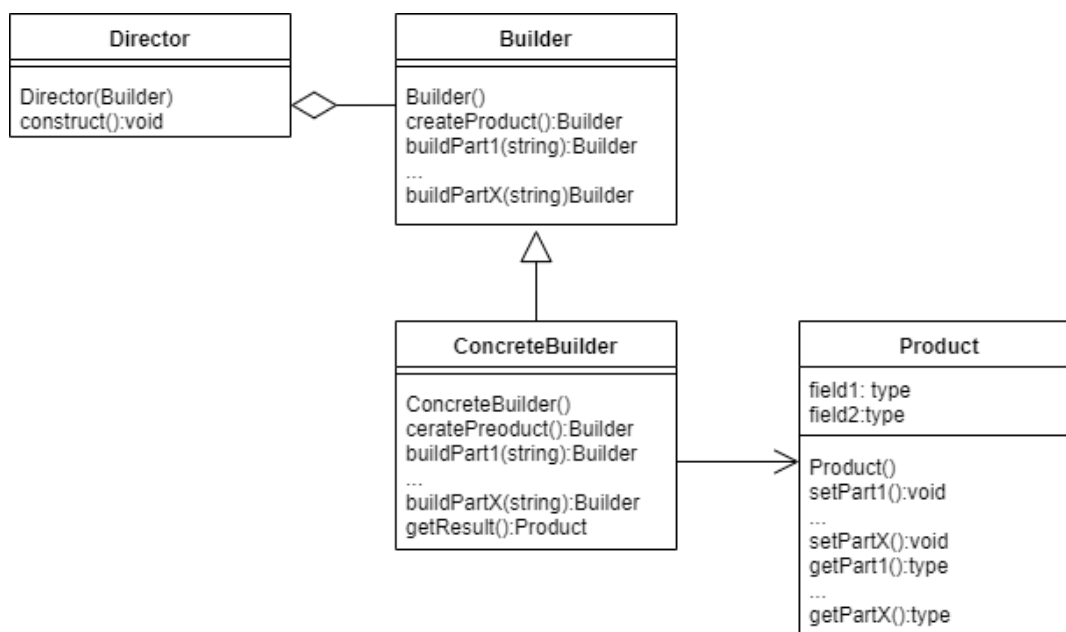 Director
Director(Builder)
construct():void
Builder
Builder()
createProduct():Builder
buildPart1(string):Builder
...
buildPartX(string)Builder
ConcreteBuilder
ConcreteBuilder()
ceratePreoduct():Builder
buildPart1(string):Builder
...
buildPartX(string):Builder
getResult():Product
Product
field1: type
field2:type
Product()
setPart1():void
...
setPartX():void
getPart1():type
...
getPartX():type